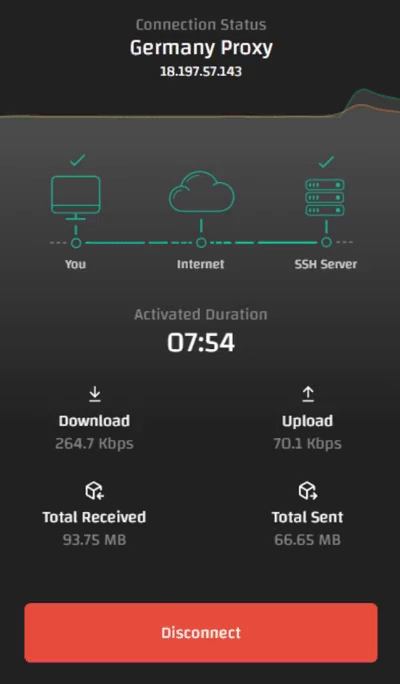 Connection Status
Germany Proxy
18.197.57.143
You
Internet
SSH Server
Activated Duration
07:54
Download
Upload
264.7 Kbps
70.1 Kbps
Total Received
Total Sent
93.75 MB
66.65 MB
Disconnect